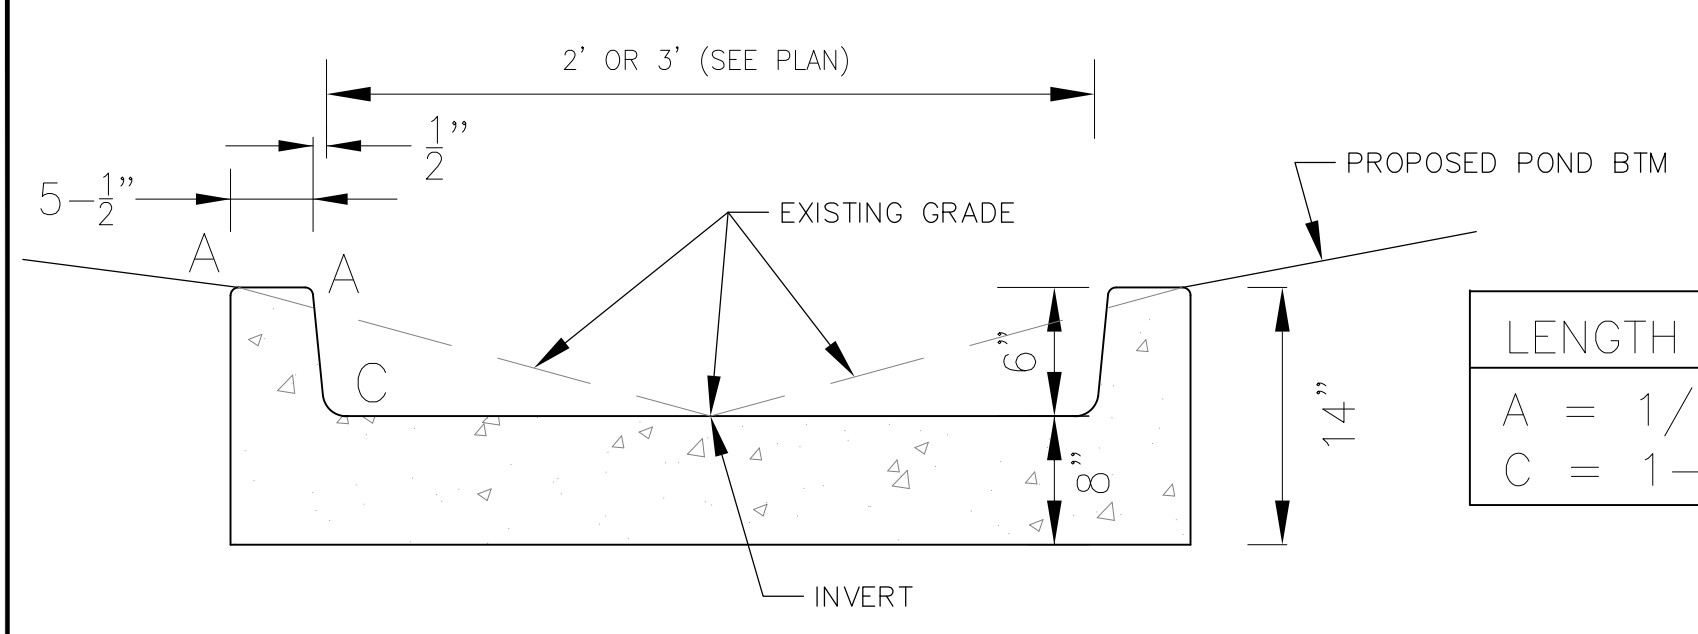 2' OR 3' (SEE PLAN)
1/2"
5-1/2"
PROPOSED POND BTM
EXISTING GRADE
A
A
C
6"
14"
8"
INVERT
LENGTH
A = 1/
C = 1-